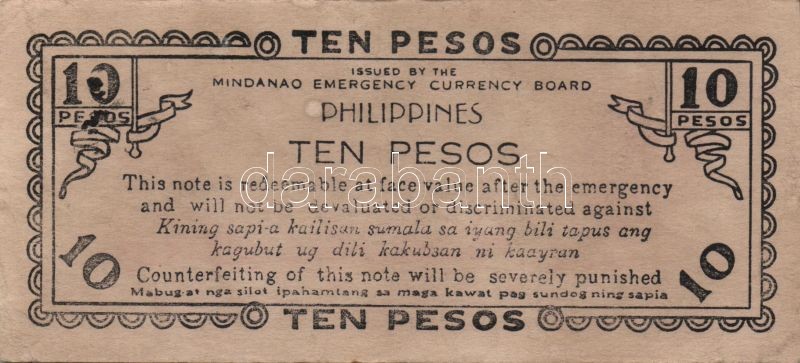 TEN PESOS
ISSUED BY THE
MINDANAO EMERGENCY CURRENCY BOARD
10 PESOS
10 PESOS
PHILIPPINES
TEN PESOS
darabanth
This note is redeemable at face value after the emergency
and will not be devaluated or discriminated against
Kining sapi-a kailisan sumala sa iyang bili tapus ang
kagubut ug dili kakubsan ni kaayran
10
10
Counterfeiting of this note will be severely punished
Mabug-at nga silot ipahamtang sa maga kawat pag sundog ning sapia
TEN PESOS